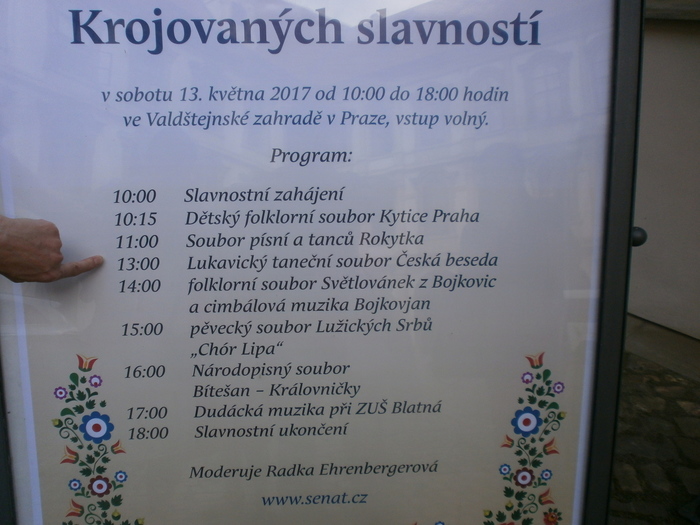 Krojovaných slavností
v sobotu 13. května 2017 od 10:00 do 18:00 hodin
ve Valdštejnské zahradě v Praze, vstup volný.
Program:
10:00 Slavnostní zahájení
10:15 Dětský folklorní soubor Kytice Praha
11:00 Soubor písní a tanců Rokytka
13:00 Lukavický taneční soubor Česká beseda
14:00 folklorní soubor Světlovánek z Bojkovic
a cimbálová muzika Bojkovjan
15:00 pěvecký soubor Lužických Srbů
„Chór Lipa“
16:00 Národopisný soubor
Bítešan – Královničky
17:00 Dudácká muzika při ZUŠ Blatná
18:00 Slavnostní ukončení
Moderuje Radka Ehrenbergerová
www.senat.cz